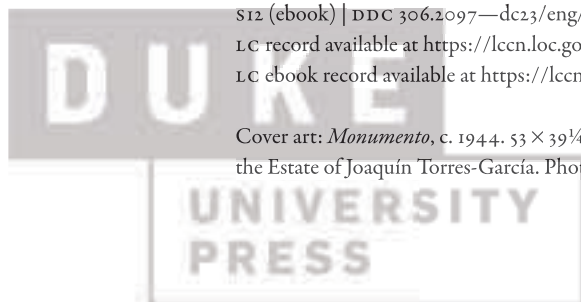 S12 (ebook) | DDC 306.2097—dc23/eng/
LC record available at https://lccn.loc.go
LC ebook record available at https://lccn
Cover art: Monumento, c. 1944. 53 × 39¼
the Estate of Joaquín Torres-García. Pho
DUKE
UNIVERSITY
PRESS